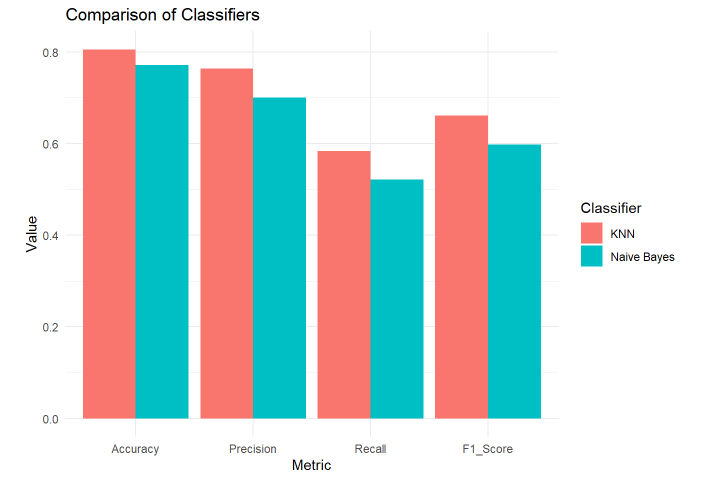 Comparison of Classifiers
Value
0.8
0.6
0.4
0.2
0.0
Accuracy
Precision
Recall
F1_Score
Metric
Classifier
KNN
Naive Bayes